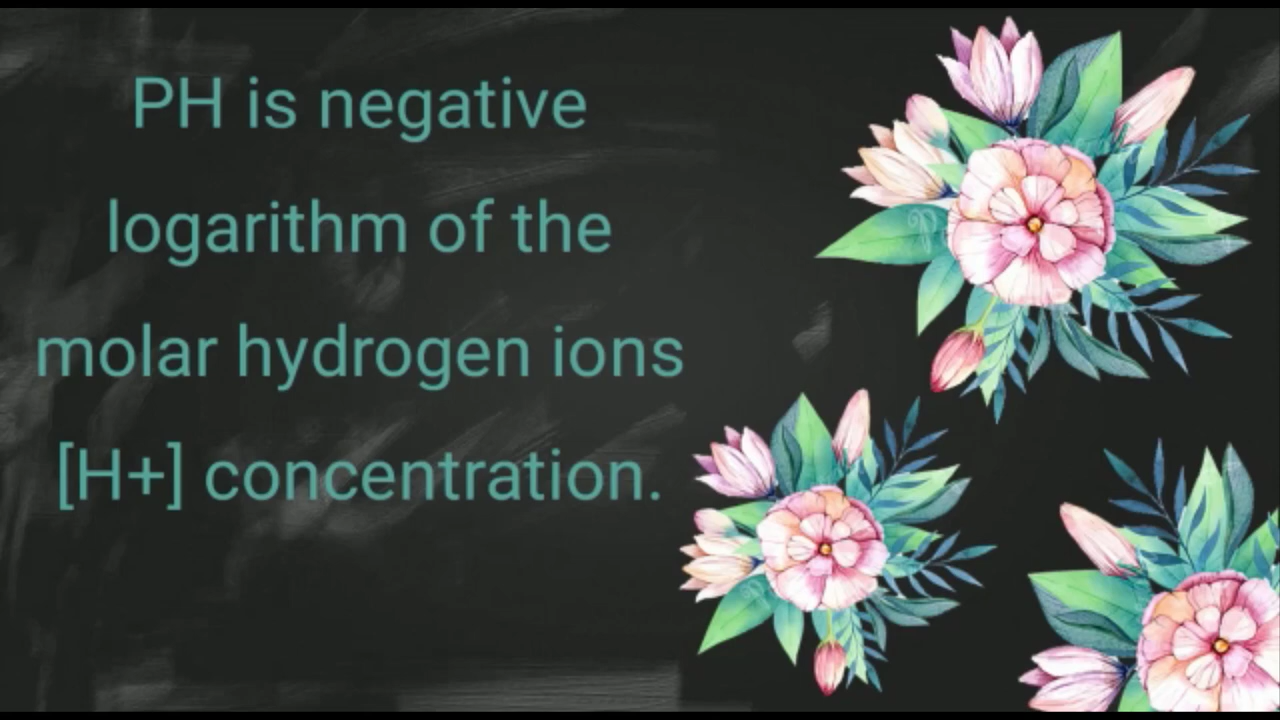 PH is negative
logarithm of the
molar hydrogen ions
[H+] concentration.